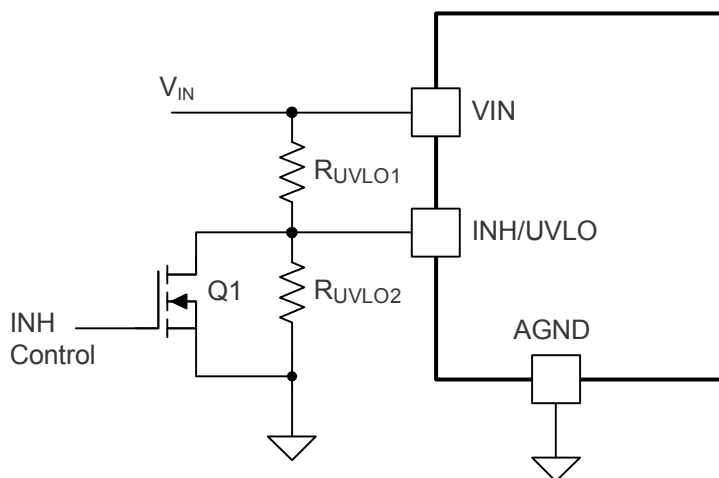 VIN
VIN
RUVLO1
INH/UVLO
Q1
RUVLO2
INH
Control
AGND